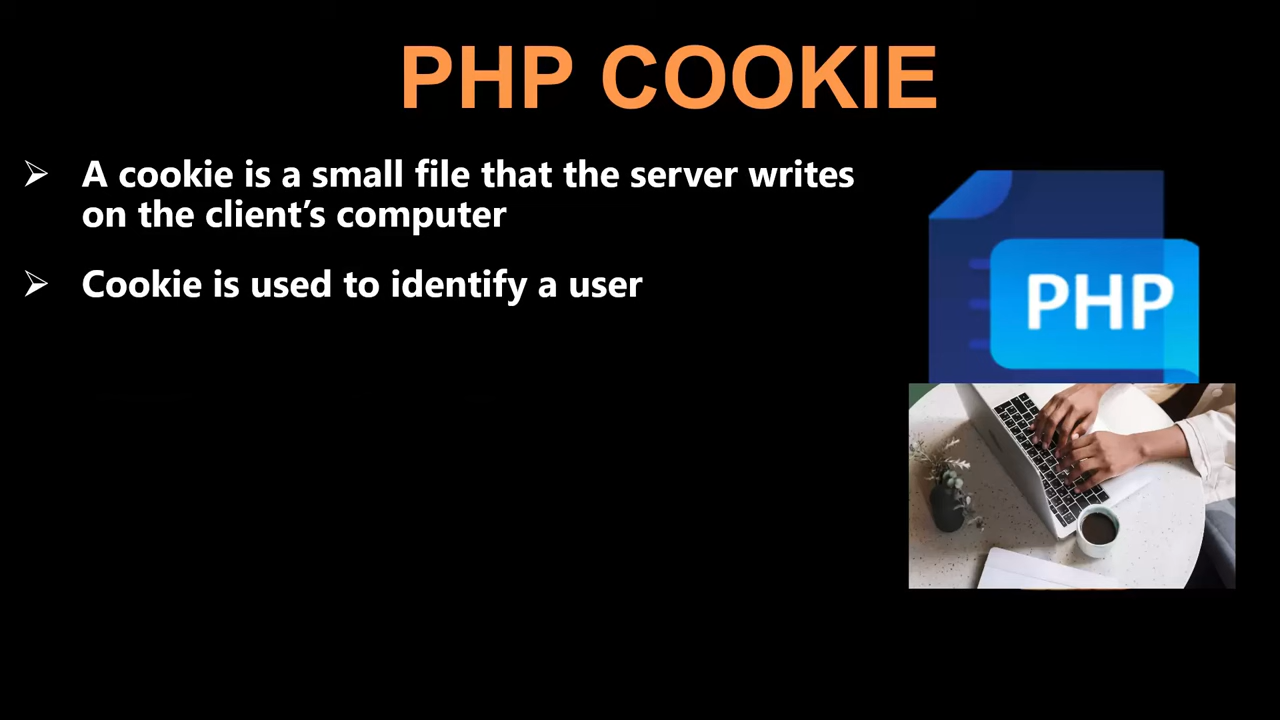 PHP COOKIE
➢ A cookie is a small file that the server writes
on the client’s computer
➢ Cookie is used to identify a user
PHP